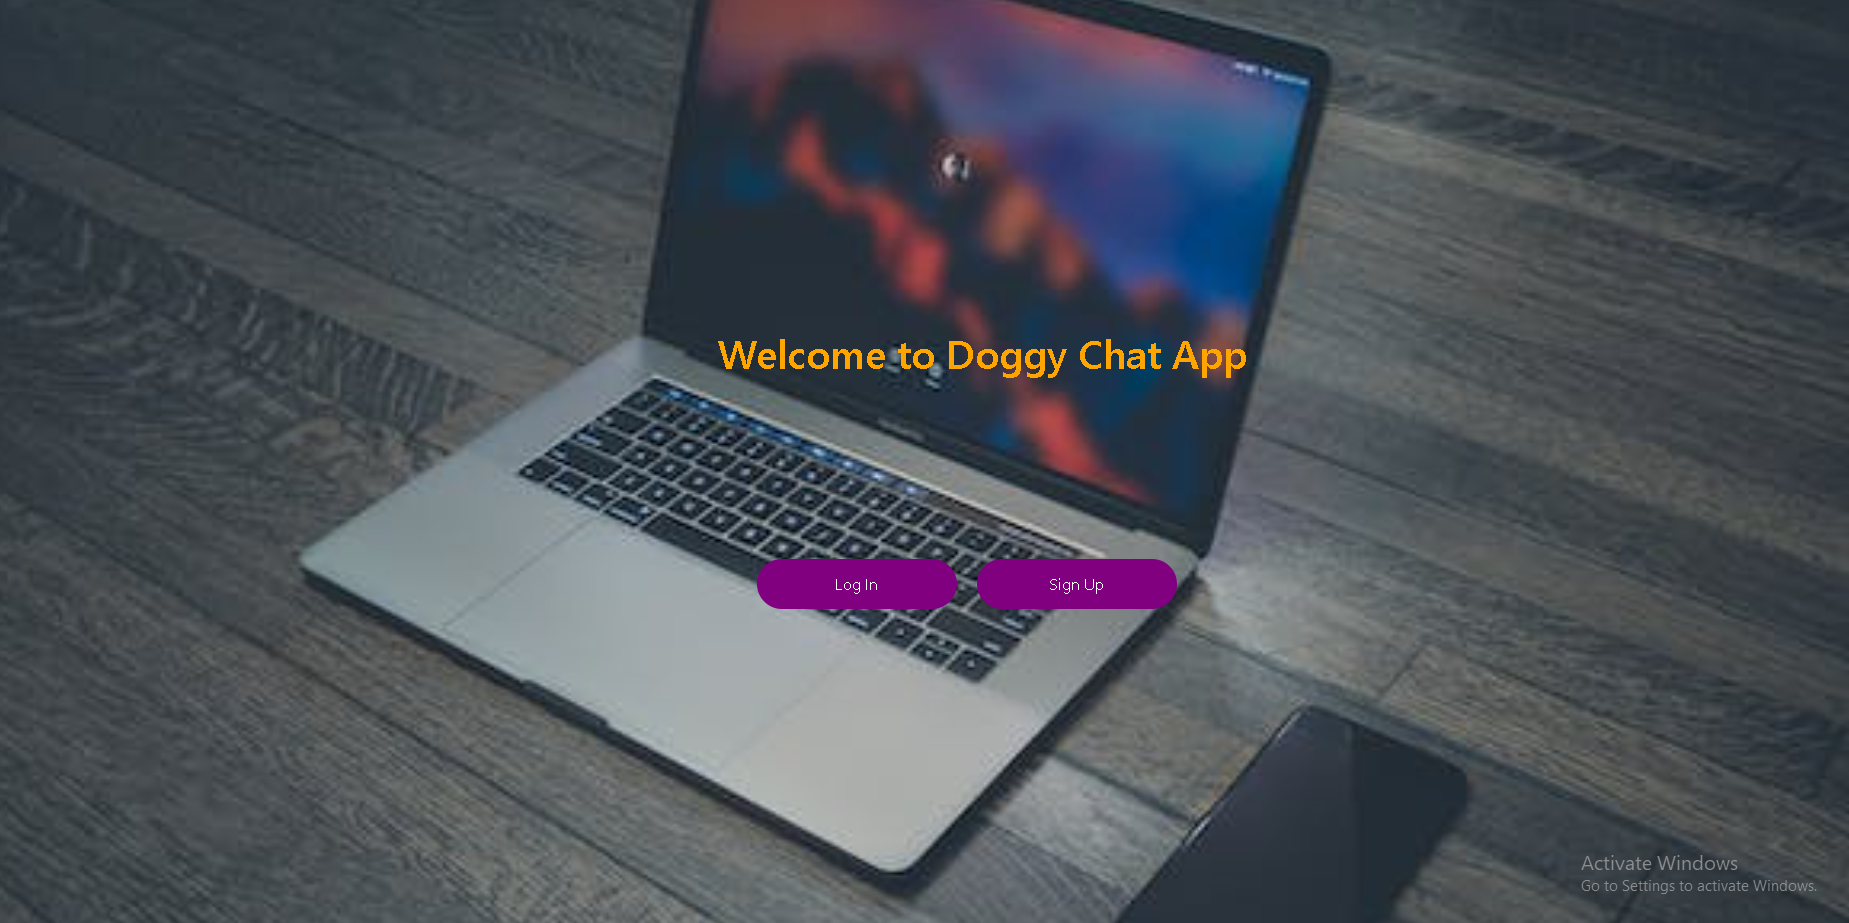 Welcome to Doggy Chat App
Log In
Sign Up
Activate Windows
Go to Settings to activate Windows.